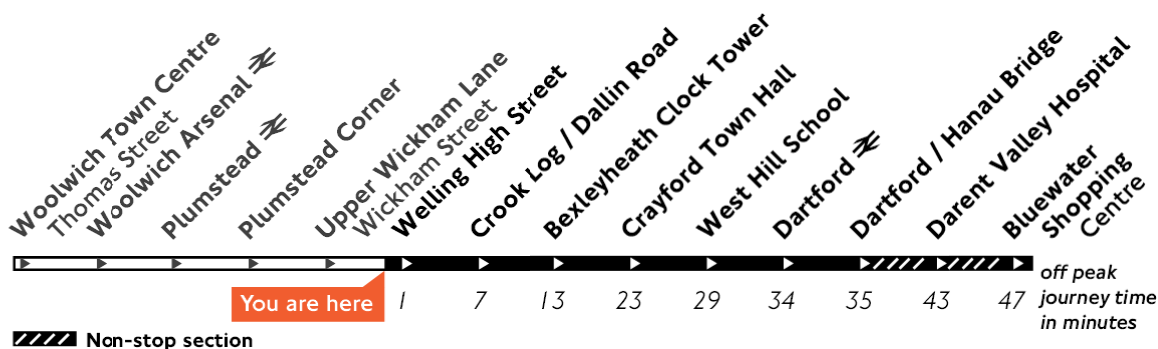 Woolwich Town Centre
Thomas Street
Woolwich Arsenal
Plumstead
Plumstead Corner
Upper Wickham Lane
Wickham Street
Welling High Street
Crook Log / Dallin Road
Bexleyheath Clock Tower
Crayford Town Hall
West Hill School
Dartford
Dartford / Hanau Bridge
Darent Valley Hospital
Bluewater
Shopping
Centre
You are here
1 7 13 23 29 34 35 43 47
off peak
journey time
in minutes
Non-stop section